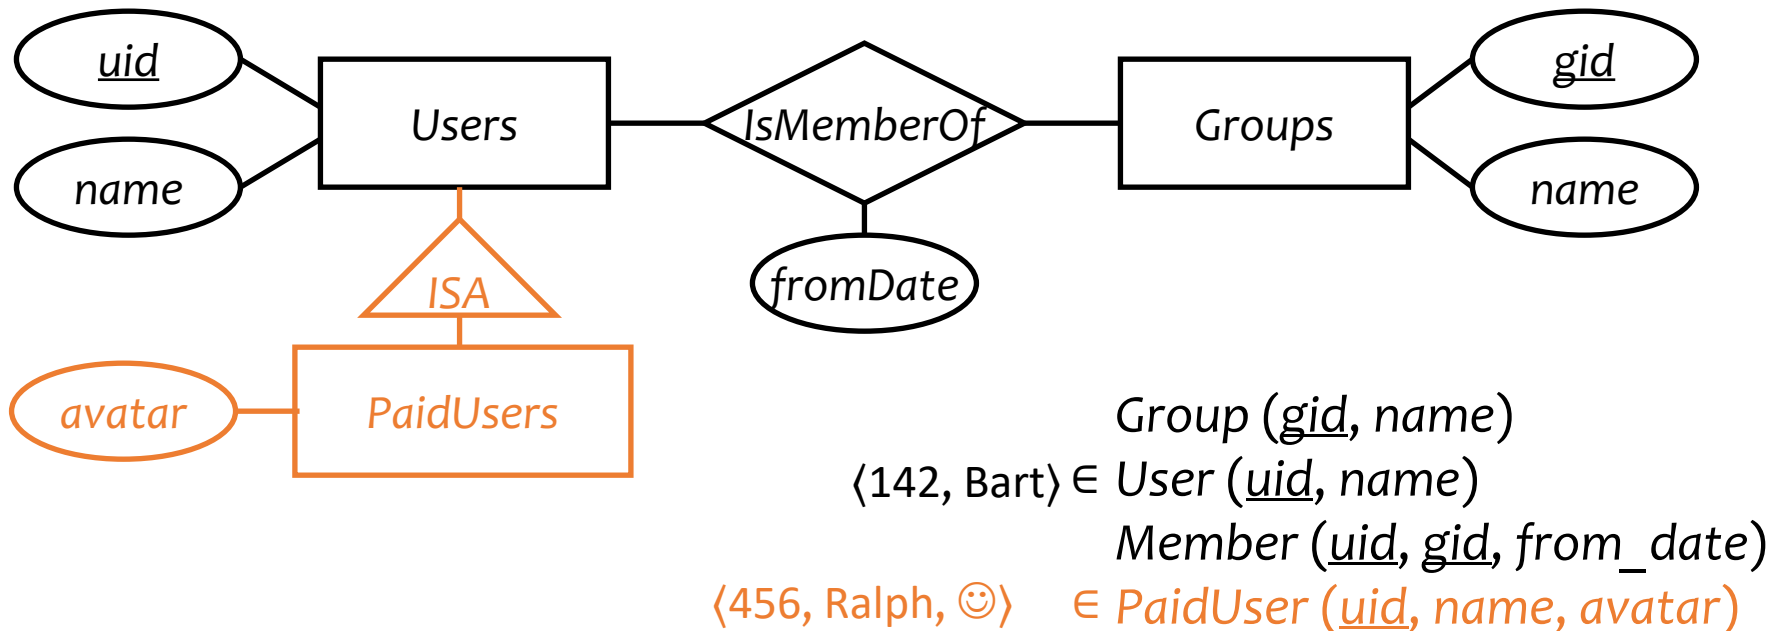 uid
Users
IsMemberOf
Groups
gid
name
name
fromDate
ISA
avatar
PaidUsers
Group (gid, name)
⟨142, Bart⟩ ∈ User (uid, name)
Member (uid, gid, from_date)
⟨456, Ralph, ☺⟩ ∈ PaidUser (uid, name, avatar)